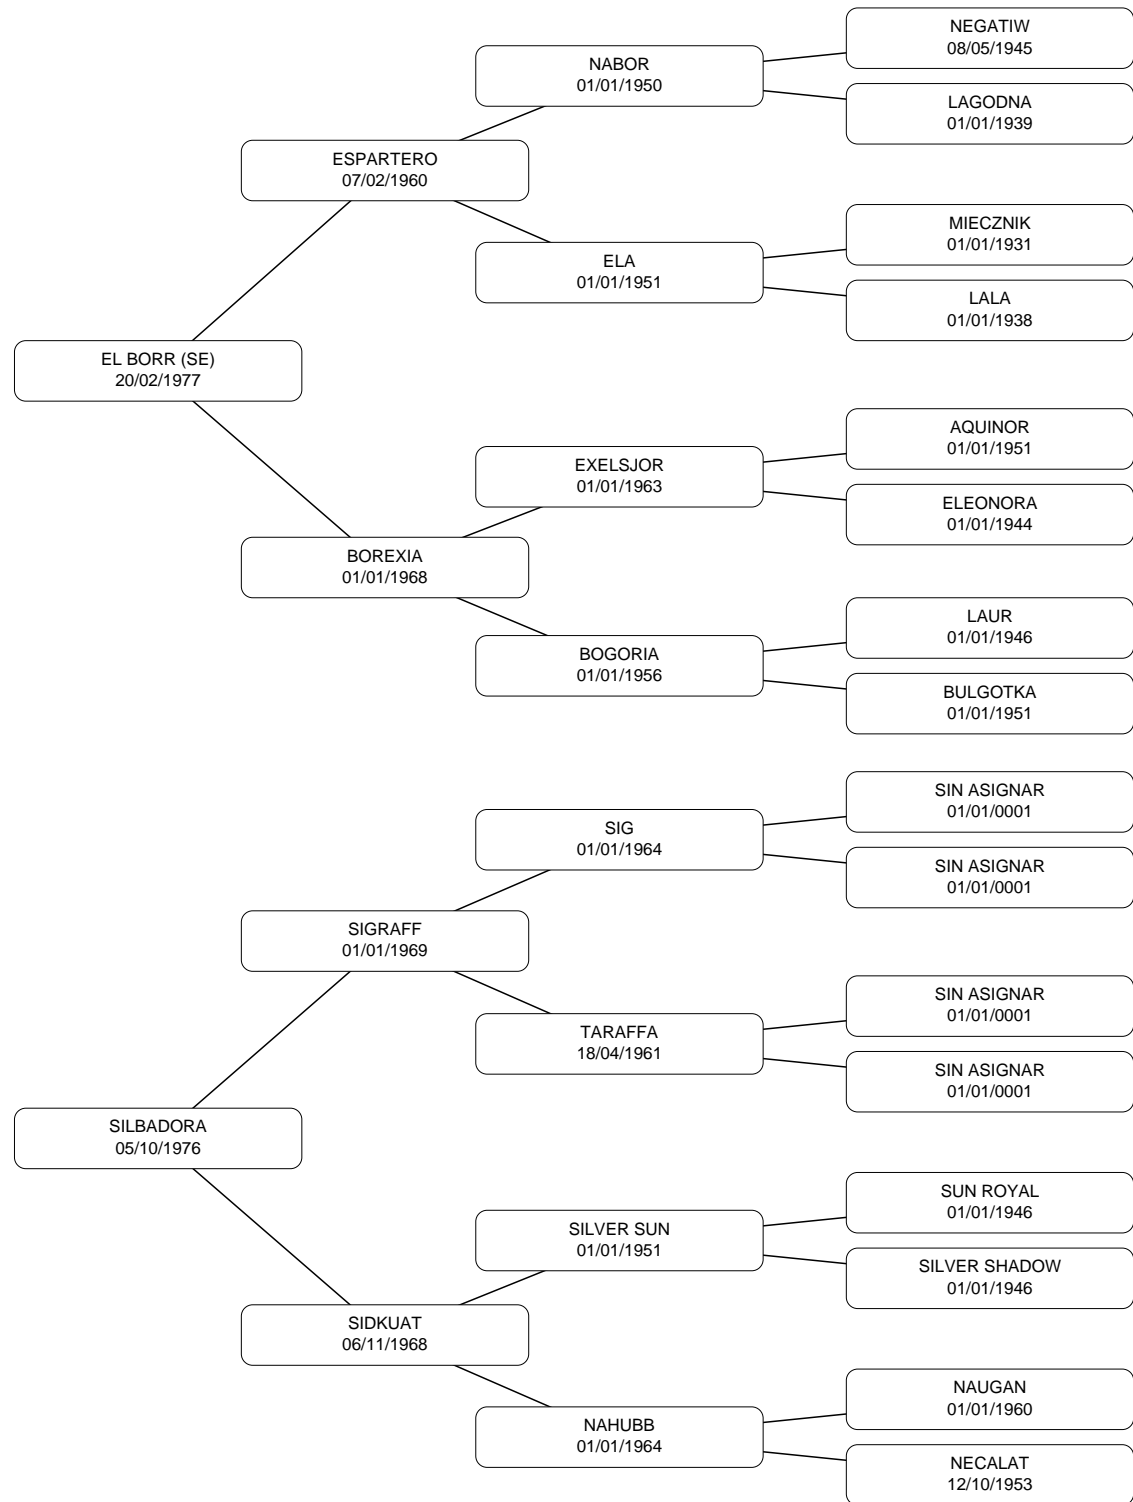 NEGATIW
08/05/1945
NABOR
01/01/1950
LAGODNA
01/01/1939
ESPARTERO
07/02/1960
MIECZNIK
01/01/1931
ELA
01/01/1951
LALA
01/01/1938
EL BORR (SE)
20/02/1977
AQUINOR
01/01/1951
EXELSJOR
01/01/1963
ELEONORA
01/01/1944
BOREXIA
01/01/1968
LAUR
01/01/1946
BOGORIA
01/01/1956
BULGOTKA
01/01/1951
SIN ASIGNAR
01/01/0001
SIG
01/01/1964
SIN ASIGNAR
01/01/0001
SIGRAFF
01/01/1969
SIN ASIGNAR
01/01/0001
TARAFFA
18/04/1961
SIN ASIGNAR
01/01/0001
SILBADORA
05/10/1976
SUN ROYAL
01/01/1946
SILVER SUN
01/01/1951
SILVER SHADOW
01/01/1946
SIDKUAT
06/11/1968
NAUGAN
01/01/1960
NAHUBB
01/01/1964
NECALAT
12/10/1953